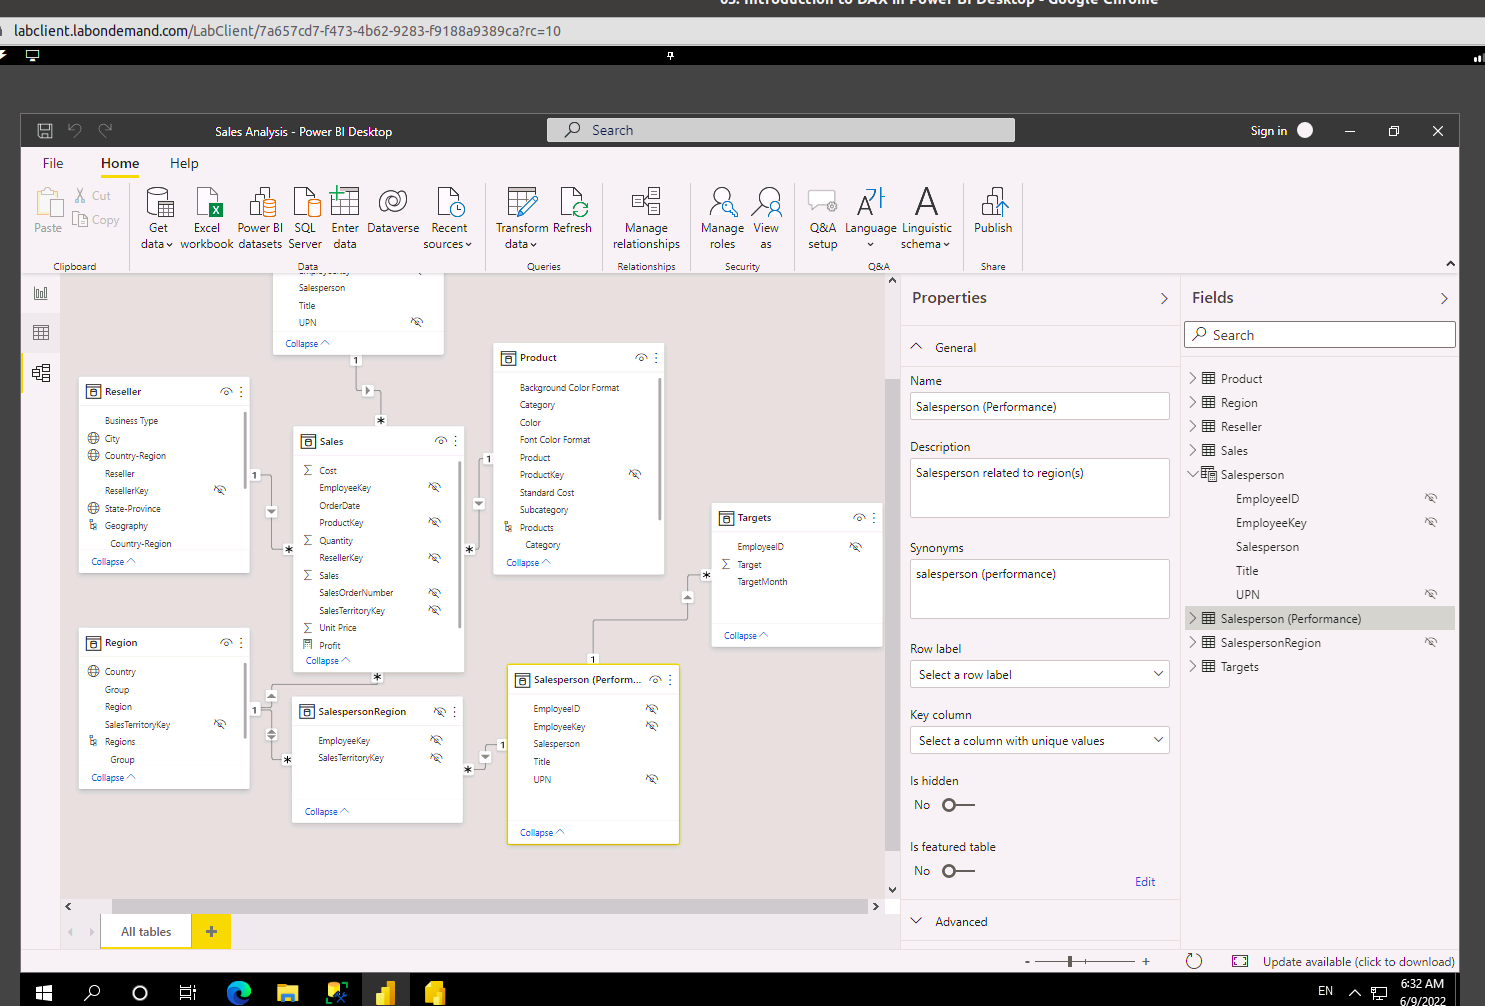 03. Introduction to DAX in Power BI Desktop - Google Chrome
labclient.labondemand.com/LabClient/7a657cd7-f473-4b62-9283-f9188a9389ca?rc=10
Sales Analysis - Power BI Desktop
Search
Sign in
File
Home
Help
Paste
Cut
Copy
Get data
Excel workbook
Power BI datasets
SQL Server
Enter data
Dataverse
Recent sources
Transform data
Refresh
Manage relationships
Manage roles
View as
Q&A setup
Language
Linguistic schema
Publish
Clipboard
Data
Queries
Relationships
Security
Q&A
Share
Salesperson
Title
UPN
Collapse
1
*
Reseller
Business Type
City
Country-Region
Reseller
ResellerKey
State-Province
Geography
Country-Region
Collapse
1
*
Sales
Cost
EmployeeKey
OrderDate
ProductKey
Quantity
ResellerKey
Sales
SalesOrderNumber
SalesTerritoryKey
Unit Price
Profit
Collapse
*
Product
Background Color Format
Category
Color
Font Color Format
Product
ProductKey
Standard Cost
Subcategory
Products
Category
Collapse
1
*
Targets
EmployeeID
Target
TargetMonth
Collapse
*
1
Region
Country
Group
Region
SalesTerritoryKey
Regions
Group
Collapse
1
*
SalespersonRegion
EmployeeKey
SalesTerritoryKey
Collapse
*
1
Salesperson (Perform...
EmployeeID
EmployeeKey
Salesperson
Title
UPN
Collapse
All tables
+
Properties
General
Name
Salesperson (Performance)
Description
Salesperson related to region(s)
Synonyms
salesperson (performance)
Row label
Select a row label
Key column
Select a column with unique values
Is hidden
No
Is featured table
No
Edit
Advanced
Fields
Search
Product
Region
Reseller
Sales
Salesperson
EmployeeID
EmployeeKey
Salesperson
Title
UPN
Salesperson (Performance)
SalespersonRegion
Targets
- +
Update available (click to download)
EN
6:32 AM
6/9/2022